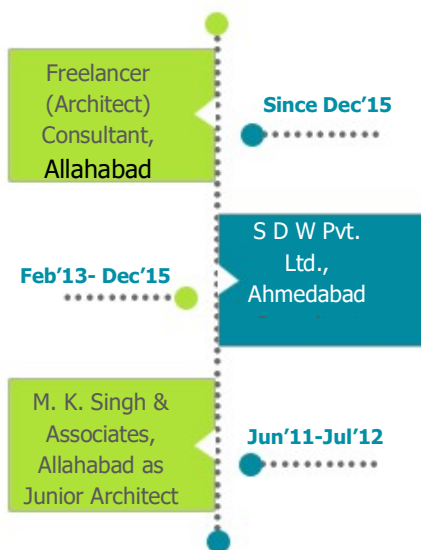 Freelancer
(Architect)
Consultant,
Allahabad
Since Dec'15
S D W Pvt.
Ltd.,
Ahmedabad
Feb'13- Dec'15
M. K. Singh &
Associates,
Allahabad as
Junior Architect
Jun'11-Jul'12